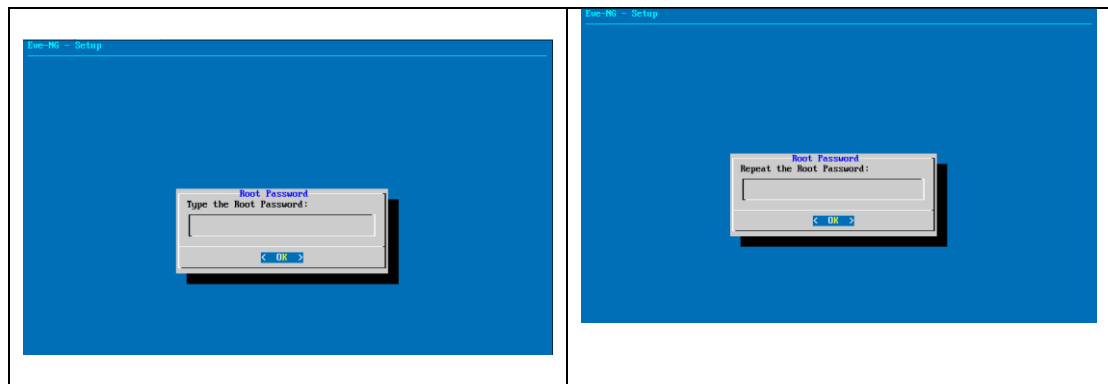 Eve-NG - Setup
Root Password
Type the Root Password:
< OK >
Eve-NG - Setup
Root Password
Repeat the Root Password:
< OK >